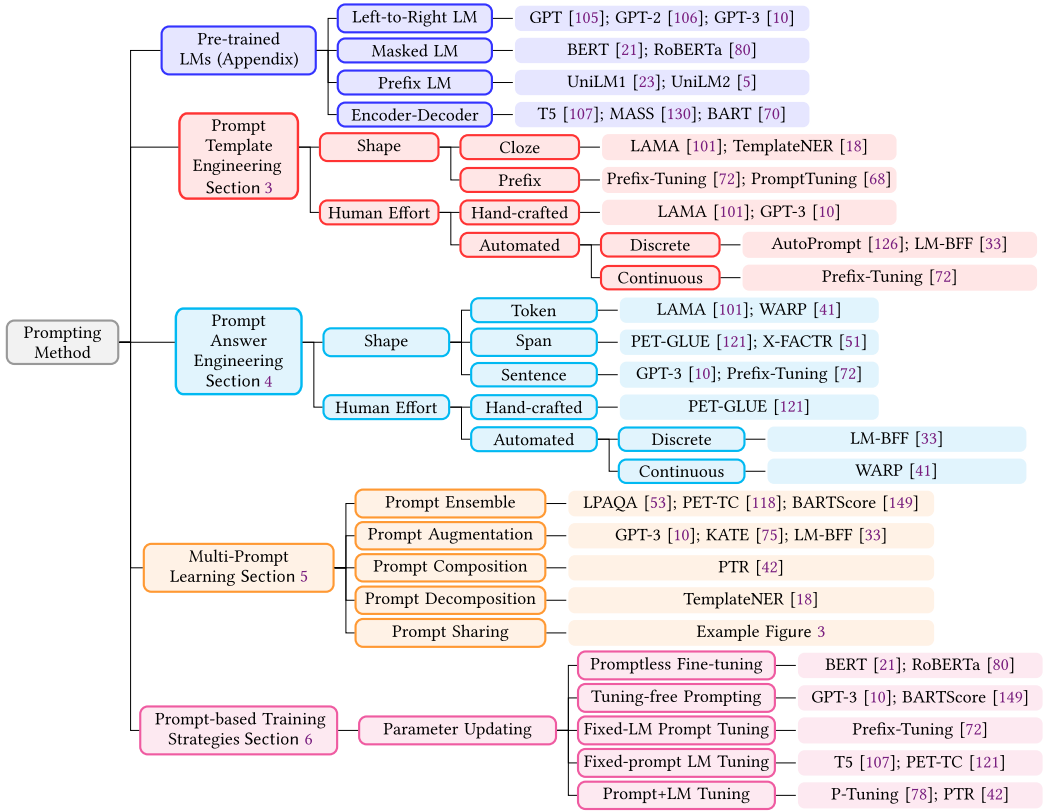 Prompting
Method
Pre-trained
LMs (Appendix)
Left-to-Right LM
GPT [105]; GPT-2 [106]; GPT-3 [10]
Masked LM
BERT [21]; RoBERTa [80]
Prefix LM
UniLM1 [23]; UniLM2 [5]
Encoder-Decoder
T5 [107]; MASS [130]; BART [70]
Prompt
Template
Engineering
Section 3
Shape
Cloze
LAMA [101]; TemplateNER [18]
Prefix
Prefix-Tuning [72]; PromptTuning [68]
Human Effort
Hand-crafted
LAMA [101]; GPT-3 [10]
Automated
Discrete
AutoPrompt [126]; LM-BFF [33]
Continuous
Prefix-Tuning [72]
Prompt
Answer
Engineering
Section 4
Shape
Token
LAMA [101]; WARP [41]
Span
PET-GLUE [121]; X-FACTR [51]
Sentence
GPT-3 [10]; Prefix-Tuning [72]
Human Effort
Hand-crafted
PET-GLUE [121]
Automated
Discrete
LM-BFF [33]
Continuous
WARP [41]
Multi-Prompt
Learning Section 5
Prompt Ensemble
LPAQA [53]; PET-TC [118]; BARTScore [149]
Prompt Augmentation
GPT-3 [10]; KATE [75]; LM-BFF [33]
Prompt Composition
PTR [42]
Prompt Decomposition
TemplateNER [18]
Prompt Sharing
Example Figure 3
Prompt-based Training
Strategies Section 6
Parameter Updating
Promptless Fine-tuning
BERT [21]; RoBERTa [80]
Tuning-free Prompting
GPT-3 [10]; BARTScore [149]
Fixed-LM Prompt Tuning
Prefix-Tuning [72]
Fixed-prompt LM Tuning
T5 [107]; PET-TC [121]
Prompt+LM Tuning
P-Tuning [78]; PTR [42]